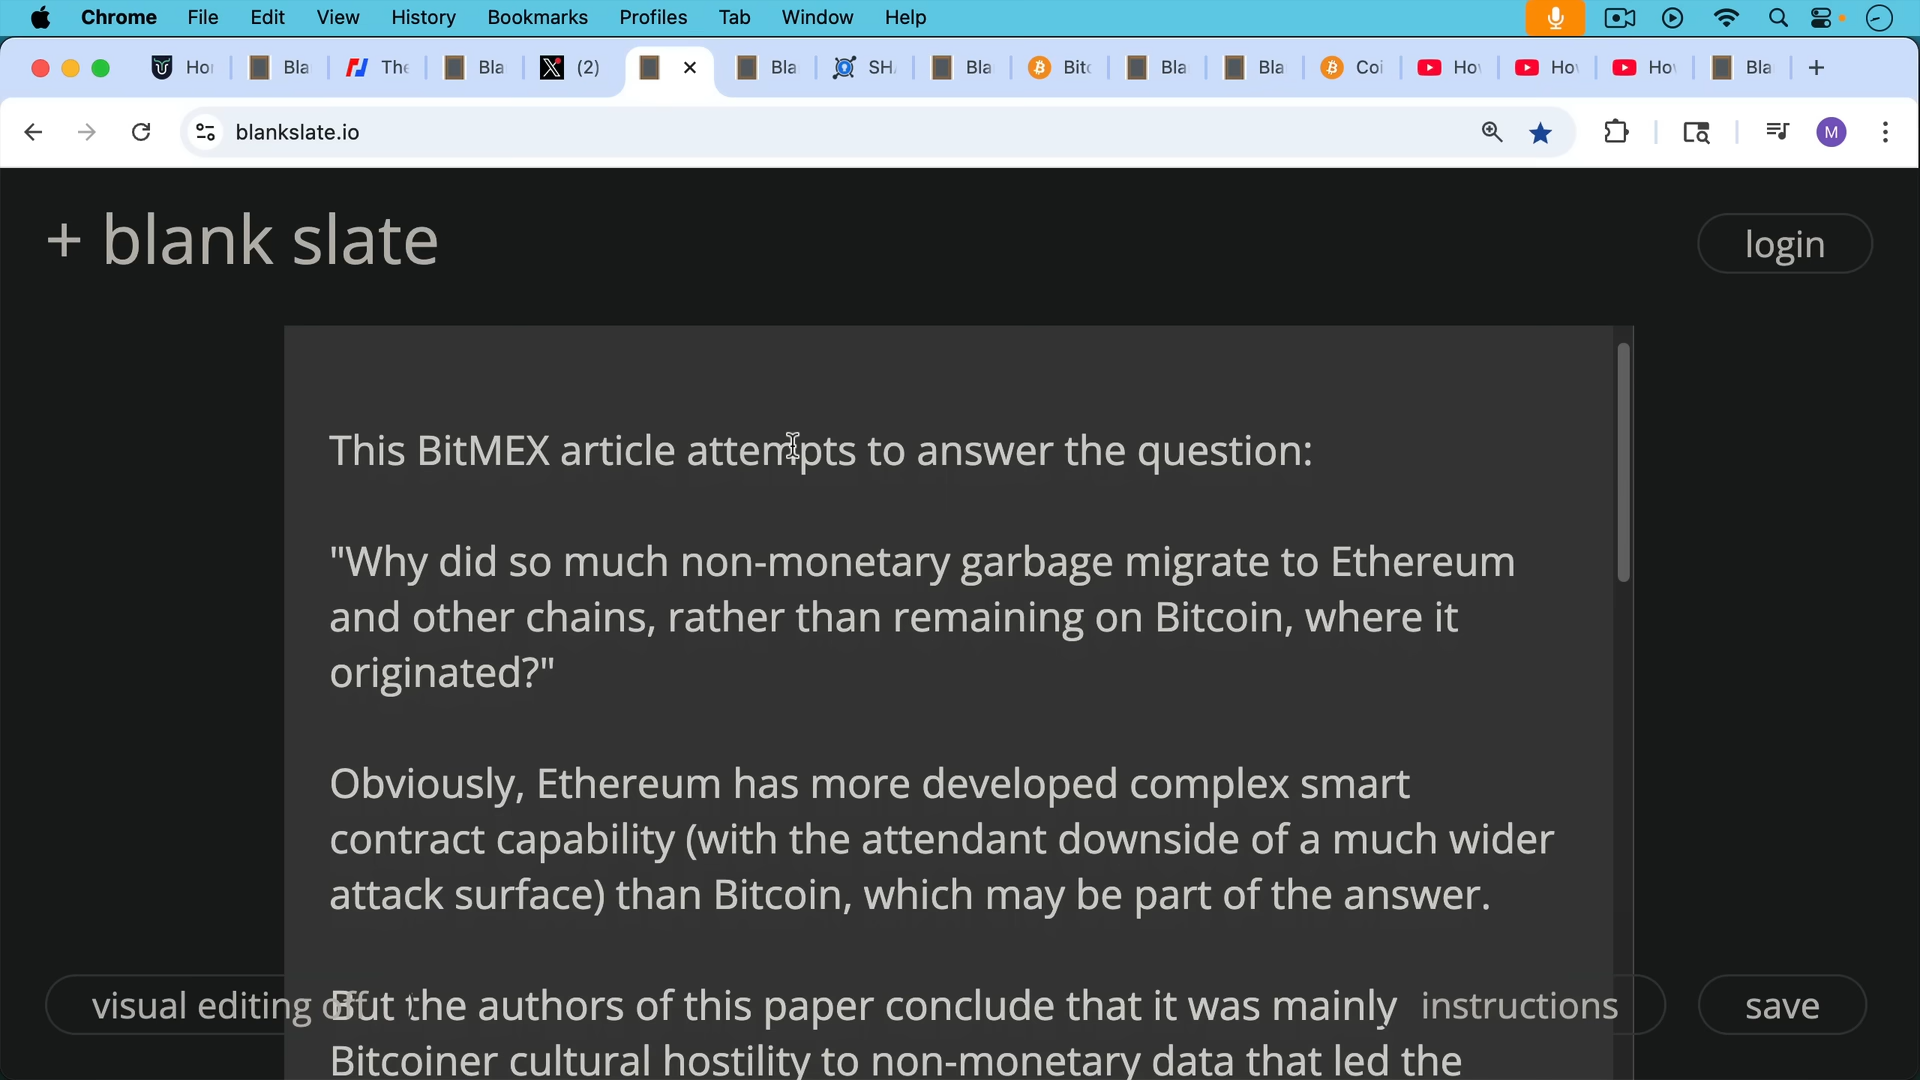 Chrome File Edit View History Bookmarks Profiles Tab Window Help
Ho Bla The Bla (2) Bla SH Bla Bitc Bla Bla Coi Ho Ho Ho Bla
blankslate.io M
+ blank slate
login
This BitMEX article attempts to answer the question:
"Why did so much non-monetary garbage migrate to Ethereum
and other chains, rather than remaining on Bitcoin, where it
originated?"
Obviously, Ethereum has more developed complex smart
contract capability (with the attendant downside of a much wider
attack surface) than Bitcoin, which may be part of the answer.
visual editing off
But the authors of this paper conclude that it was mainly
instructions
save
Bitcoiner cultural hostility to non-monetary data that led the